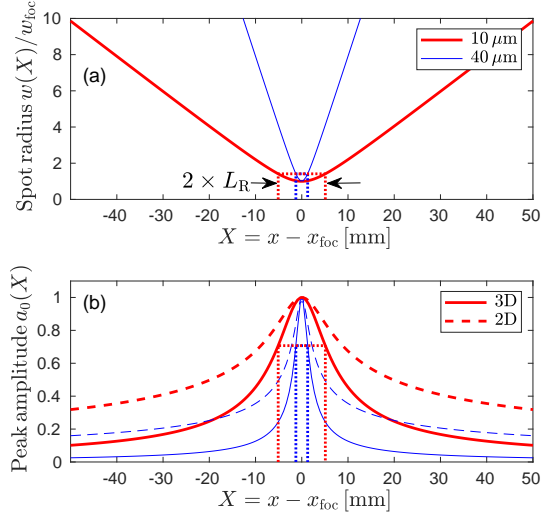 10
8
6
4
2
0
Spot radius w(X)/w_foc
(a)
10 μm
40 μm
2 × L_R
-40 -30 -20 -10 0 10 20 30 40 50
X = x − x_foc [mm]
1
0.8
0.6
0.4
0.2
0
Peak amplitude a_0(X)
(b)
3D
2D
-40 -30 -20 -10 0 10 20 30 40 50
X = x − x_foc [mm]